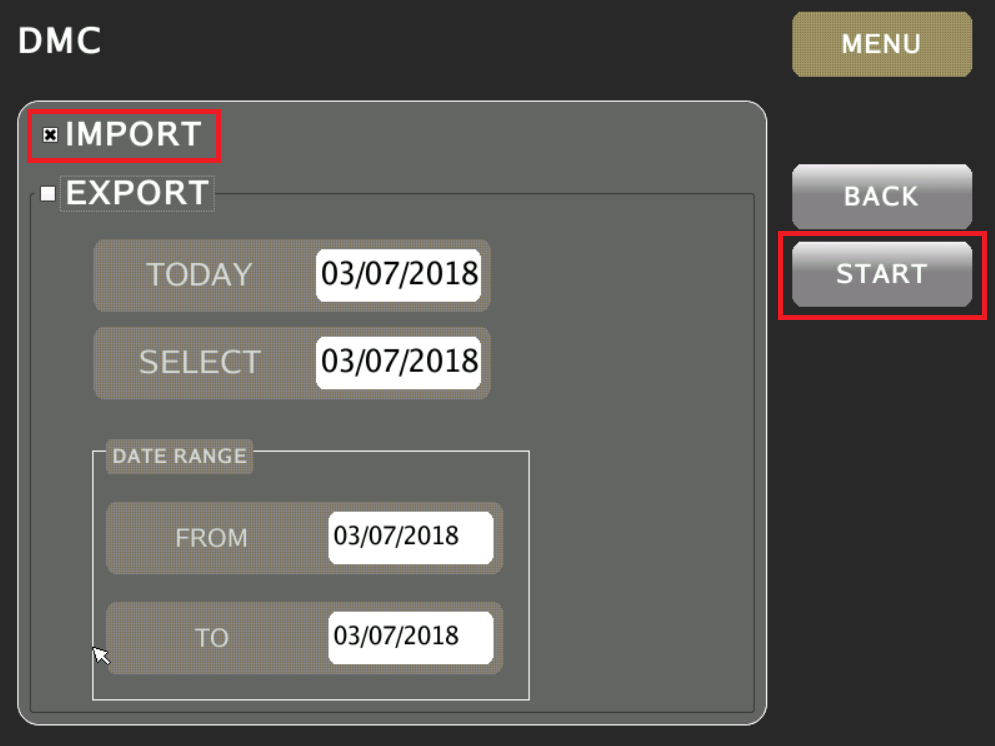 DMC
MENU
IMPORT
EXPORT
BACK
START
TODAY 03/07/2018
SELECT 03/07/2018
DATE RANGE
FROM 03/07/2018
TO 03/07/2018